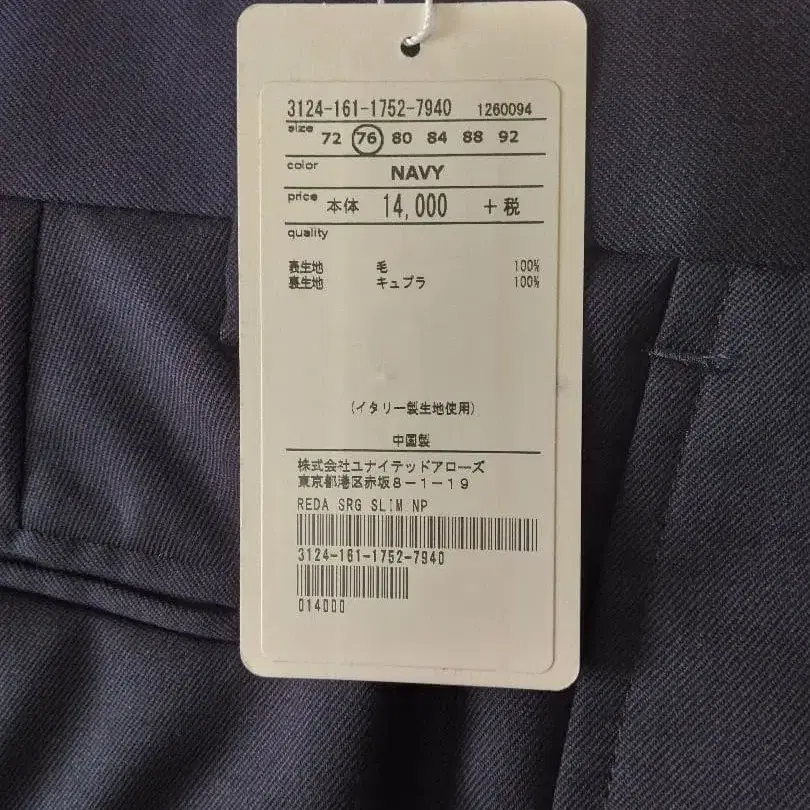 3124-161-1752-7940 1260094
size 72 76 80 84 88 92
color NAVY
price 本体 14,000 +税
quality
表生地 毛 100%
裏生地 キュプラ 100%
(イタリー製生地使用)
中国製
株式会社ユナイテッドアローズ
東京都港区赤坂8-1-19
REDA SRG SLIM NP
3124-161-1752-7940
014000